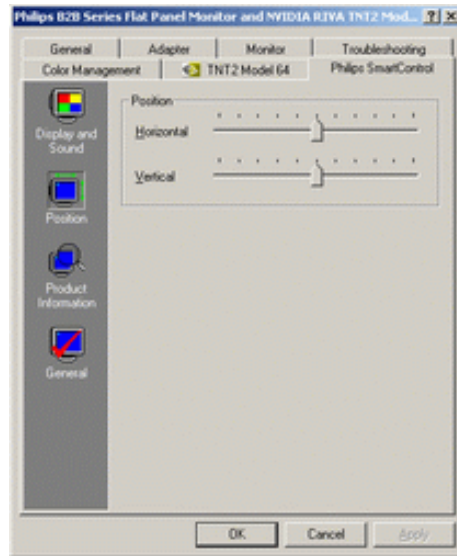 Philips B2B Series Flat Panel Monitor and NVIDIA RIVA TNT2 Mod...
General Adapter Monitor Troubleshooting
Color Management TNT2 Model 64 Philips SmartControl
Display and
Sound
Position
Product
Information
General
Position
Horizontal
Vertical
OK Cancel Apply